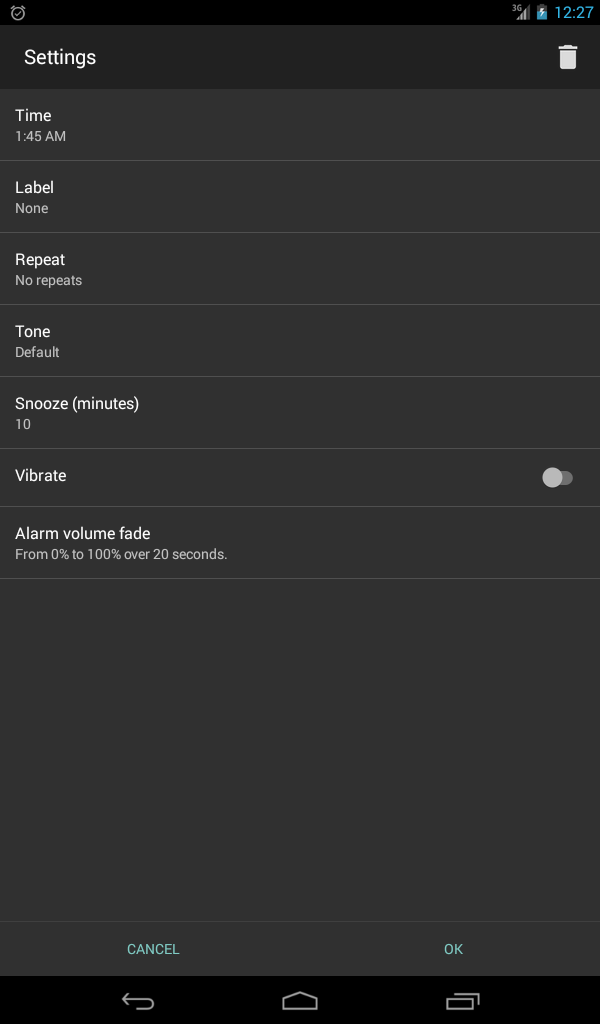 3G 12:27
Settings
Time
1:45 AM
Label
None
Repeat
No repeats
Tone
Default
Snooze (minutes)
10
Vibrate
Alarm volume fade
From 0% to 100% over 20 seconds.
CANCEL OK